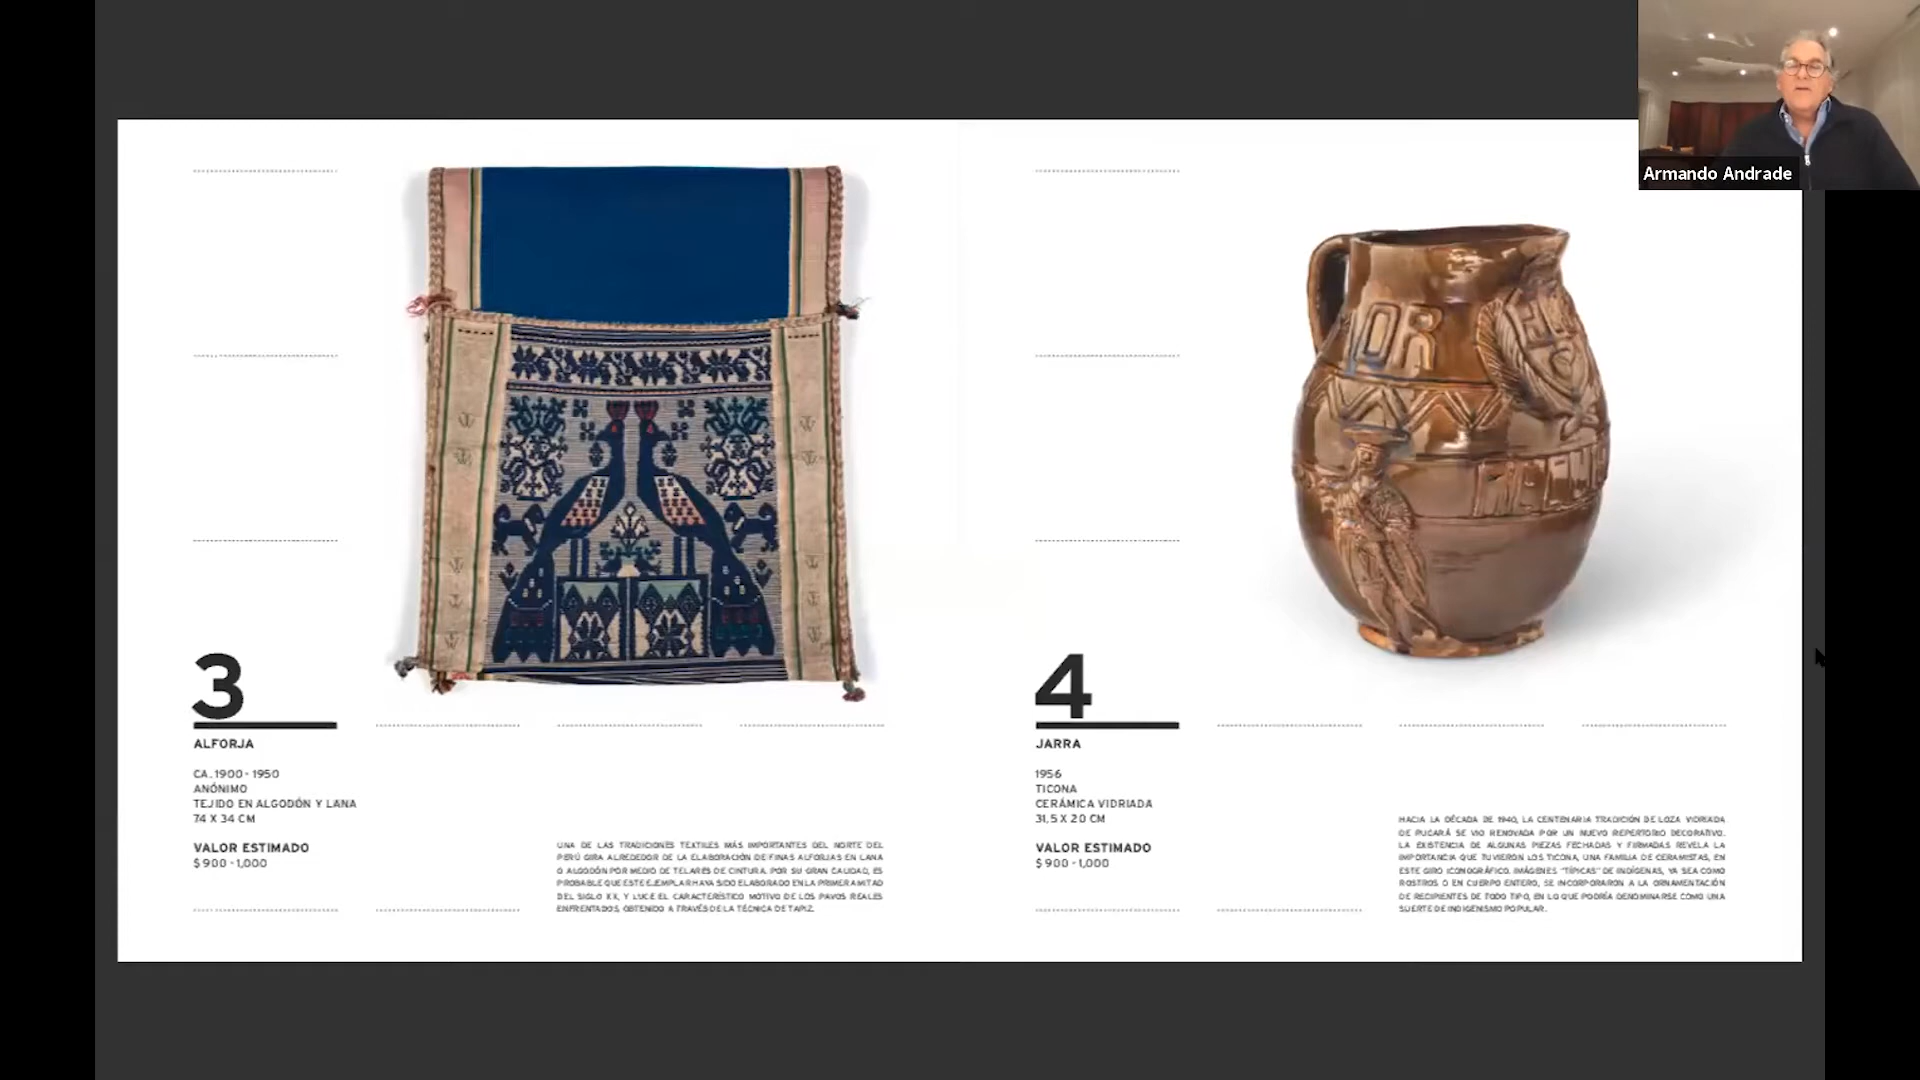 Armando Andrade
3
ALFORJA
CA. 1900 - 1950
ANÓNIMO
TEJIDO EN ALGODÓN Y LANA
74 X 34 CM
VALOR ESTIMADO
$ 900 - 1,000
UNA DE LAS TRADICIONES TEXTILES MÁS IMPORTANTES DEL NORTE DEL
PERÚ GIRA ALREDEDOR DE LA ELABORACIÓN DE FINAS ALFORJAS EN LANA
O ALGODÓN POR MEDIO DE TELARES DE CINTURA. POR SU GRAN CALIDAD, ES
PROBABLE QUE ESTE EJEMPLAR HAYA SIDO ELABORADO EN LA PRIMERA MITAD
DEL SIGLO XX, Y LUCE EL CARACTERÍSTICO MOTIVO DE LOS PAVOS REALES
ENFRENTADOS, OBTENIDO A TRAVÉS DE LA TÉCNICA DE TAPIZ.
OR
4
JARRA
1956
TICONA
CERÁMICA VIDRIADA
31,5 X 20 CM
VALOR ESTIMADO
$ 900 - 1,000
HACIA LA DÉCADA DE 1940, LA CENTENARIA TRADICIÓN DE LOZA VIDRIADA
DE PUCARÁ SE VIO RENOVADA POR UN NUEVO REPERTORIO DECORATIVO.
LA EXISTENCIA DE ALGUNAS PIEZAS FECHADAS Y FIRMADAS REVELA LA
IMPORTANCIA QUE TUVIERON LOS TICONA, UNA FAMILIA DE CERAMISTAS, EN
ESTE GIRO ICONOGRÁFICO. IMÁGENES "TÍPICAS" DE INDÍGENAS, YA SEA COMO
ROSTROS O EN CUERPO ENTERO, SE INCORPORARON A LA ORNAMENTACIÓN
DE RECIPIENTES DE TODO TIPO, EN LO QUE PODRÍA DENOMINARSE COMO UNA
SUERTE DE INDIGENISMO POPULAR.